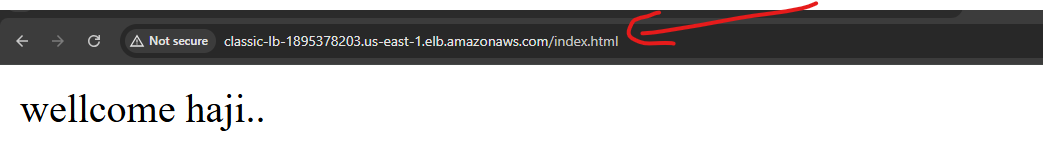 Not secure classic-lb-1895378203.us-east-1.elb.amazonaws.com/index.html
wellcome haji..